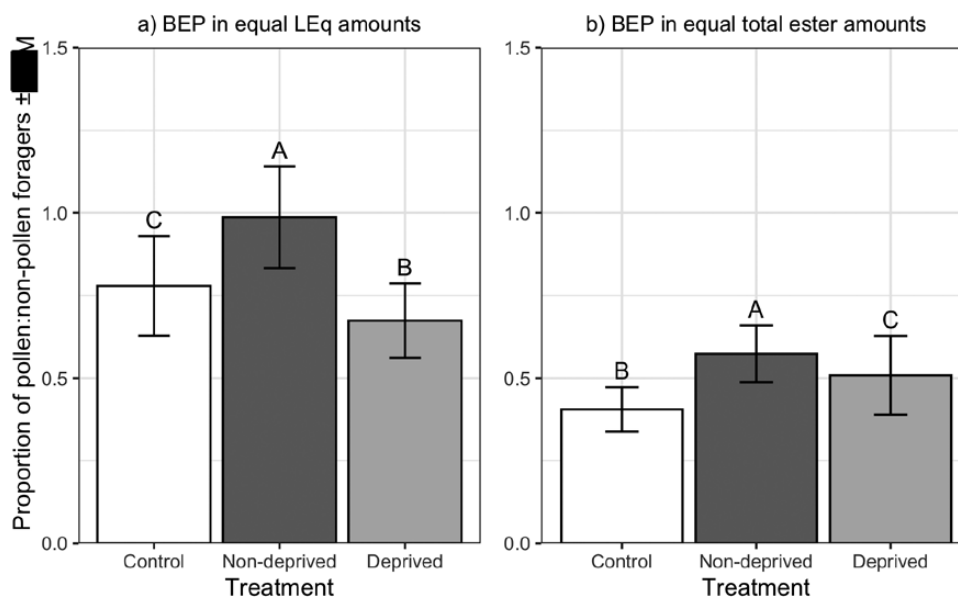 a) BEP in equal LEq amounts
b) BEP in equal total ester amounts
Proportion of pollen:non-pollen foragers ±
1.5
1.0
0.5
0.0
C
A
B
Control
Non-deprived
Deprived
Treatment
1.5
1.0
0.5
0.0
B
A
C
Control
Non-deprived
Deprived
Treatment